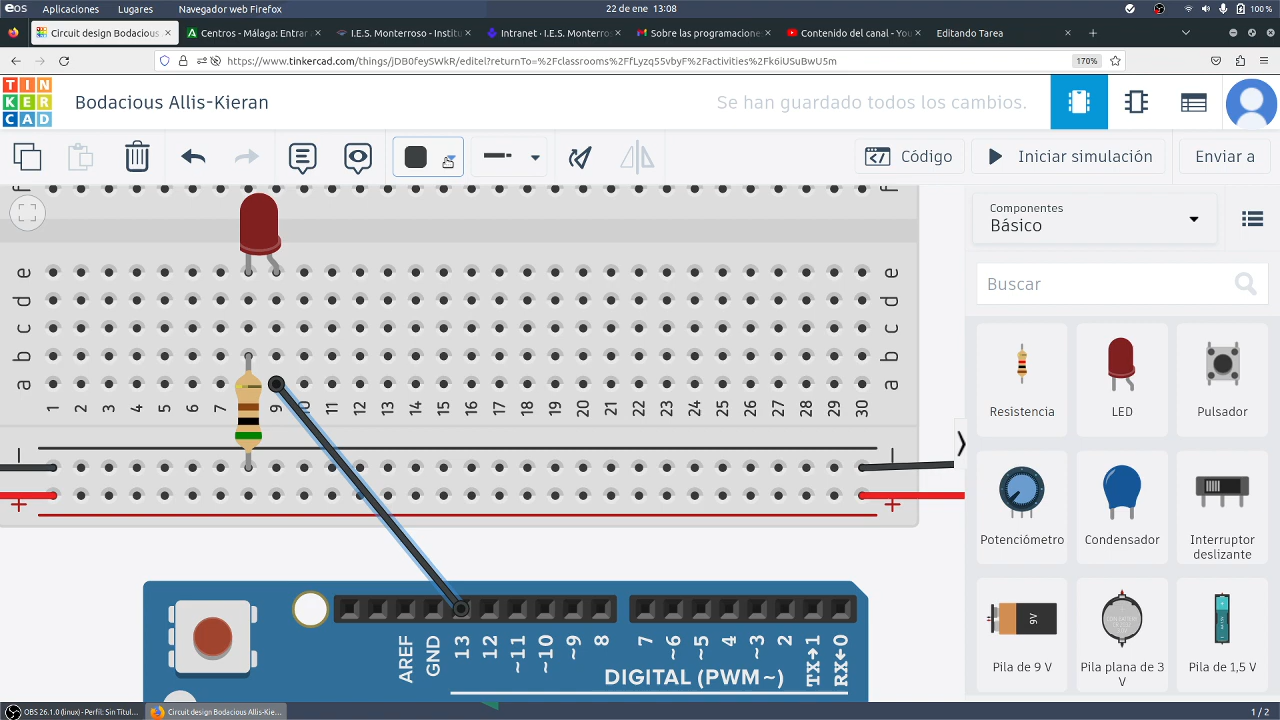 eos Aplicaciones Lugares Navegador web Firefox 22 de ene 13:08 100 %
Circuit design Bodacious Centros - Málaga: Entrar I.E.S. Monterroso - Institu Intranet · I.E.S. Monterros Sobre las programaciones Contenido del canal - You Editando Tarea
https://www.tinkercad.com/things/jDB0feySWkR/editel?returnTo=%2Fclassrooms%2FfLyzq55vbyF%2Factivities%2Fk6iUSuBwU5m 170%
TIN
KER
CAD
Bodacious Allis-Kieran Se han guardado todos los cambios.
Código Iniciar simulación Enviar a
Componentes
Básico
Buscar
Resistencia LED Pulsador
Potenciómetro Condensador Interruptor
deslizante
9V
Pila de 9 V Pila plana de 3
V Pila de 1,5 V
f f
e e
d d
c c
b b
a a
1 2 3 4 5 6 7 9 10 11 12 13 14 15 16 17 18 19 20 21 22 23 24 25 26 27 28 29 30
AREF GND 13 12 ~11 ~10 ~9 8 7 ~6 ~5 4 ~3 2 TX→1 RX←0
DIGITAL (PWM~)
OBS 26.1.0 (linux) - Perfil: Sin Titul... Circuit design Bodacious Allis-Kie... 1 / 2